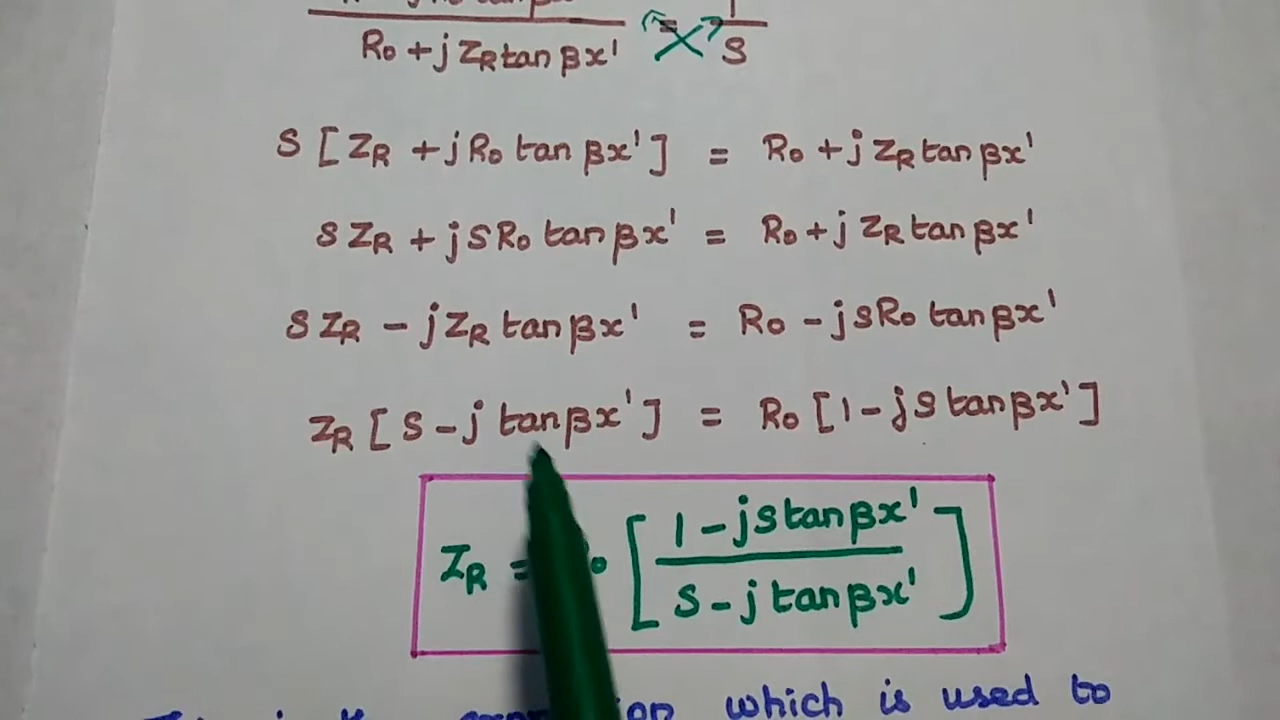 R₀ + j Z_R tan βx' = S
S [Z_R + j R₀ tan βx'] = R₀ + j Z_R tan βx'
S Z_R + j S R₀ tan βx' = R₀ + j Z_R tan βx'
S Z_R - j Z_R tan βx' = R₀ - j S R₀ tan βx'
Z_R [S - j tan βx'] = R₀ [1 - j S tan βx']
Z_R = [1 - j S tan βx' / S - j tan βx']
which is used to